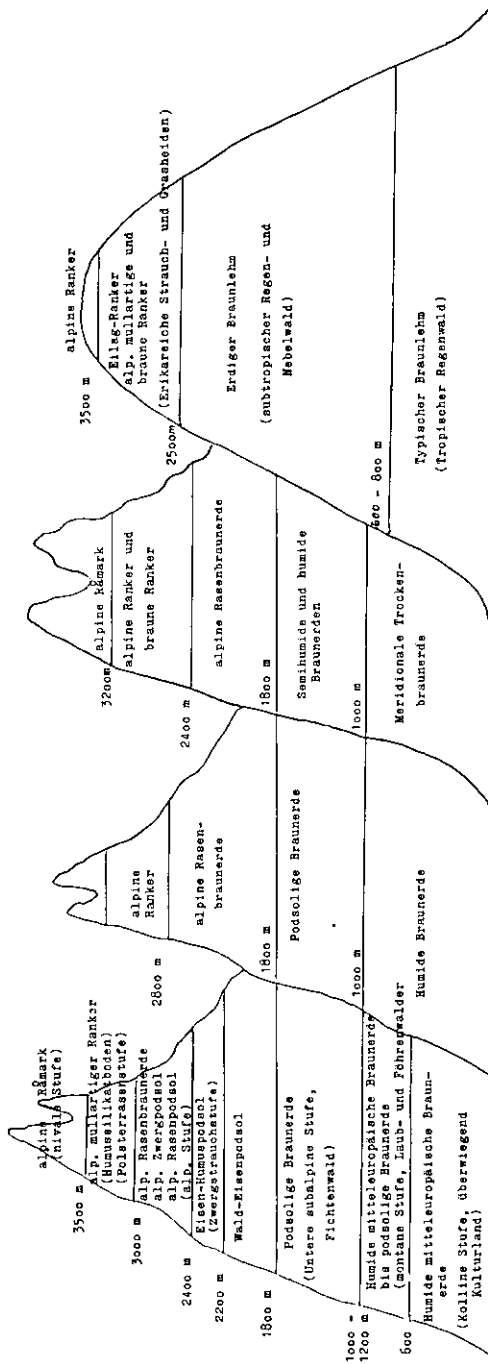 alpine Råmark
(nivale Stufe)
3500 m
alp. mullartiger Ranker
(Humussilikatboden)
(Polsterrasenstufe)
3000 m
alp. Rasenbraunerde
alp. Zwergpodsol
alp. Rasenpodsol
(alp. Stufe)
2400 m
Eisen-Humuspodsol
(Zwergstrauchstufe)
2200 m
Wald-Eisenpodsol
1800 m
Podsolige Braunerde
(Untere subalpine Stufe,
Fichtenwald)
1000 -
1200 m
Humide mitteleuropäische Braunerde
bis podsolige Braunerde
(montane Stufe, Laub- und Föhrenwälder
600
Humide mitteleuropäische Braun-
erde
(Kolline Stufe, überwiegend
Kulturland)
alpine
Ranker
2800 m
alpine Rasen-
braunerde
1800 m
Podsolige Braunerde
1000 m
Humide Braunerde
alpine Råmark
3200m
alpine Ranker und
braune Ranker
2400 m
alpine Rasenbraunerde
1800 m
Semihumide und humide
Braunerden
1000 m
Meridionale Trocken-
braunerde
alpine Ranker
3500 m
Eilag-Ranker
alp. mullartige und
braune Ranker
(Erikareiche Strauch- und Grasheiden)
2500m
Erdiger Braunlehm
(subtropischer Regen- und
Nebelwald)
600 - 800 m
Typischer Braunlehm
(Tropischer Regenwald)